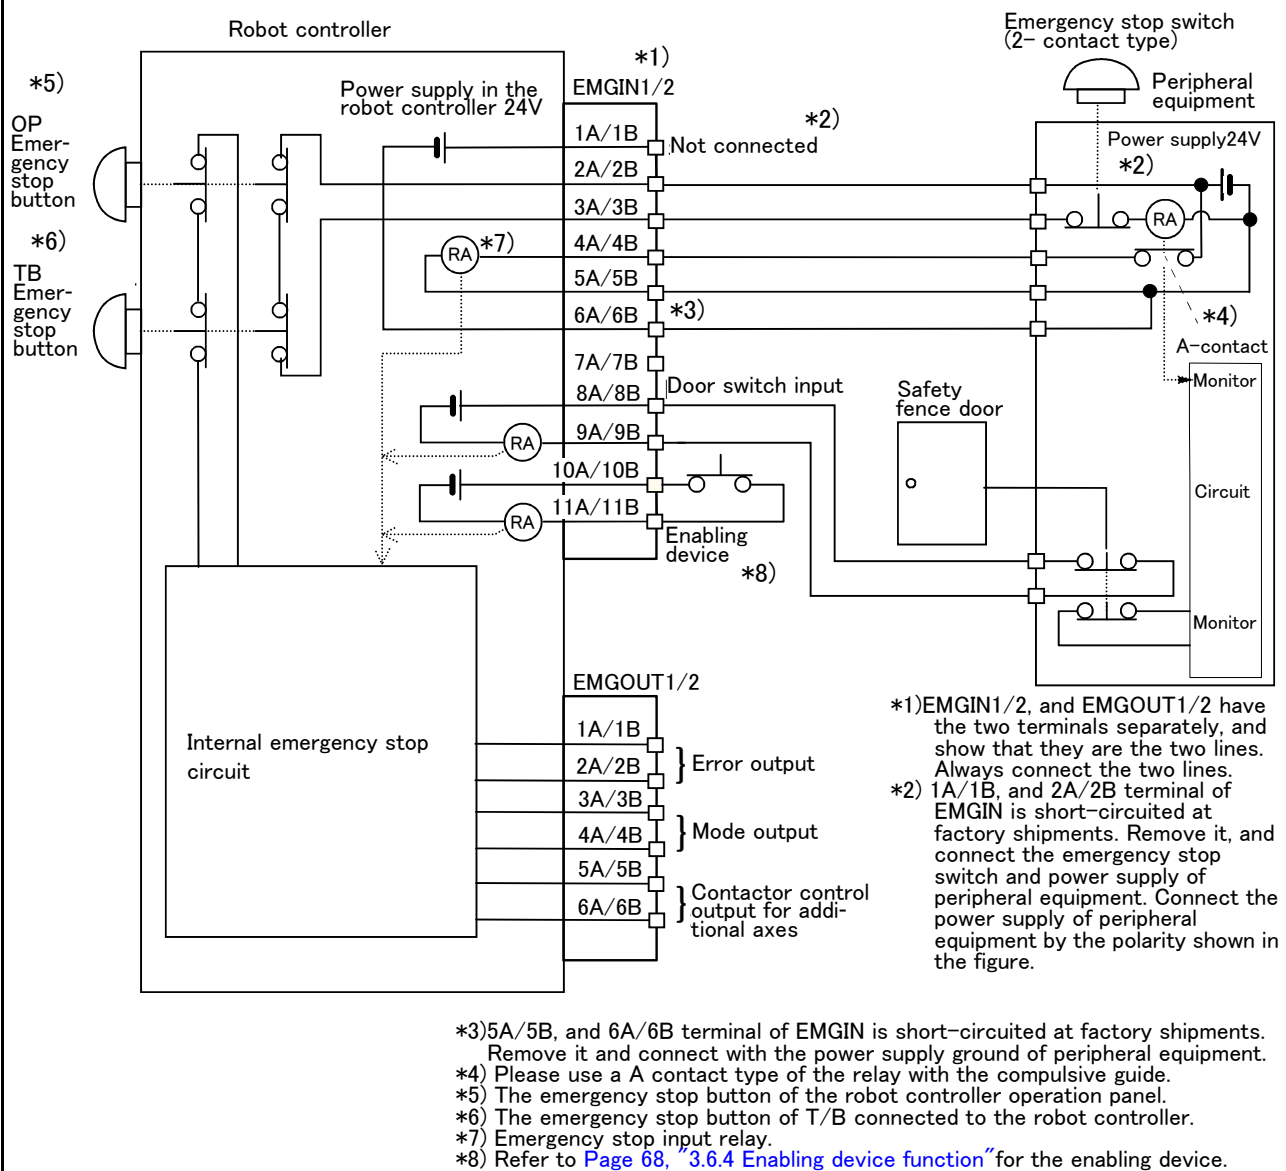 Robot controller
Emergency stop switch
(2- contact type)
*1)
*5)
Power supply in the
robot controller 24V
EMGIN1/2
Peripheral
equipment
OP
Emer-
gency
stop
button
1A/1B
*2)
Not connected
Power supply24V
*2)
2A/2B
3A/3B
RA
*6)
4A/4B
RA
*7)
TB
Emer-
gency
stop
button
5A/5B
6A/6B
*3)
*4)
A-contact
7A/7B
Monitor
8A/8B
Door switch input
Safety
fence door
9A/9B
RA
10A/10B
Circuit
11A/11B
RA
Enabling
device
*8)
Monitor
EMGOUT1/2
Internal emergency stop
circuit
1A/1B
2A/2B
} Error output
3A/3B
4A/4B
} Mode output
5A/5B
6A/6B
} Contactor control
output for addi-
tional axes
*1)EMGIN1/2, and EMGOUT1/2 have
the two terminals separately, and
show that they are the two lines.
Always connect the two lines.
*2) 1A/1B, and 2A/2B terminal of
EMGIN is short-circuited at
factory shipments. Remove it, and
connect the emergency stop
switch and power supply of
peripheral equipment. Connect the
power supply of peripheral
equipment by the polarity shown in
the figure.
*3)5A/5B, and 6A/6B terminal of EMGIN is short-circuited at factory shipments.
Remove it and connect with the power supply ground of peripheral equipment.
*4) Please use a A contact type of the relay with the compulsive guide.
*5) The emergency stop button of the robot controller operation panel.
*6) The emergency stop button of T/B connected to the robot controller.
*7) Emergency stop input relay.
*8) Refer to Page 68, "3.6.4 Enabling device function"for the enabling device.